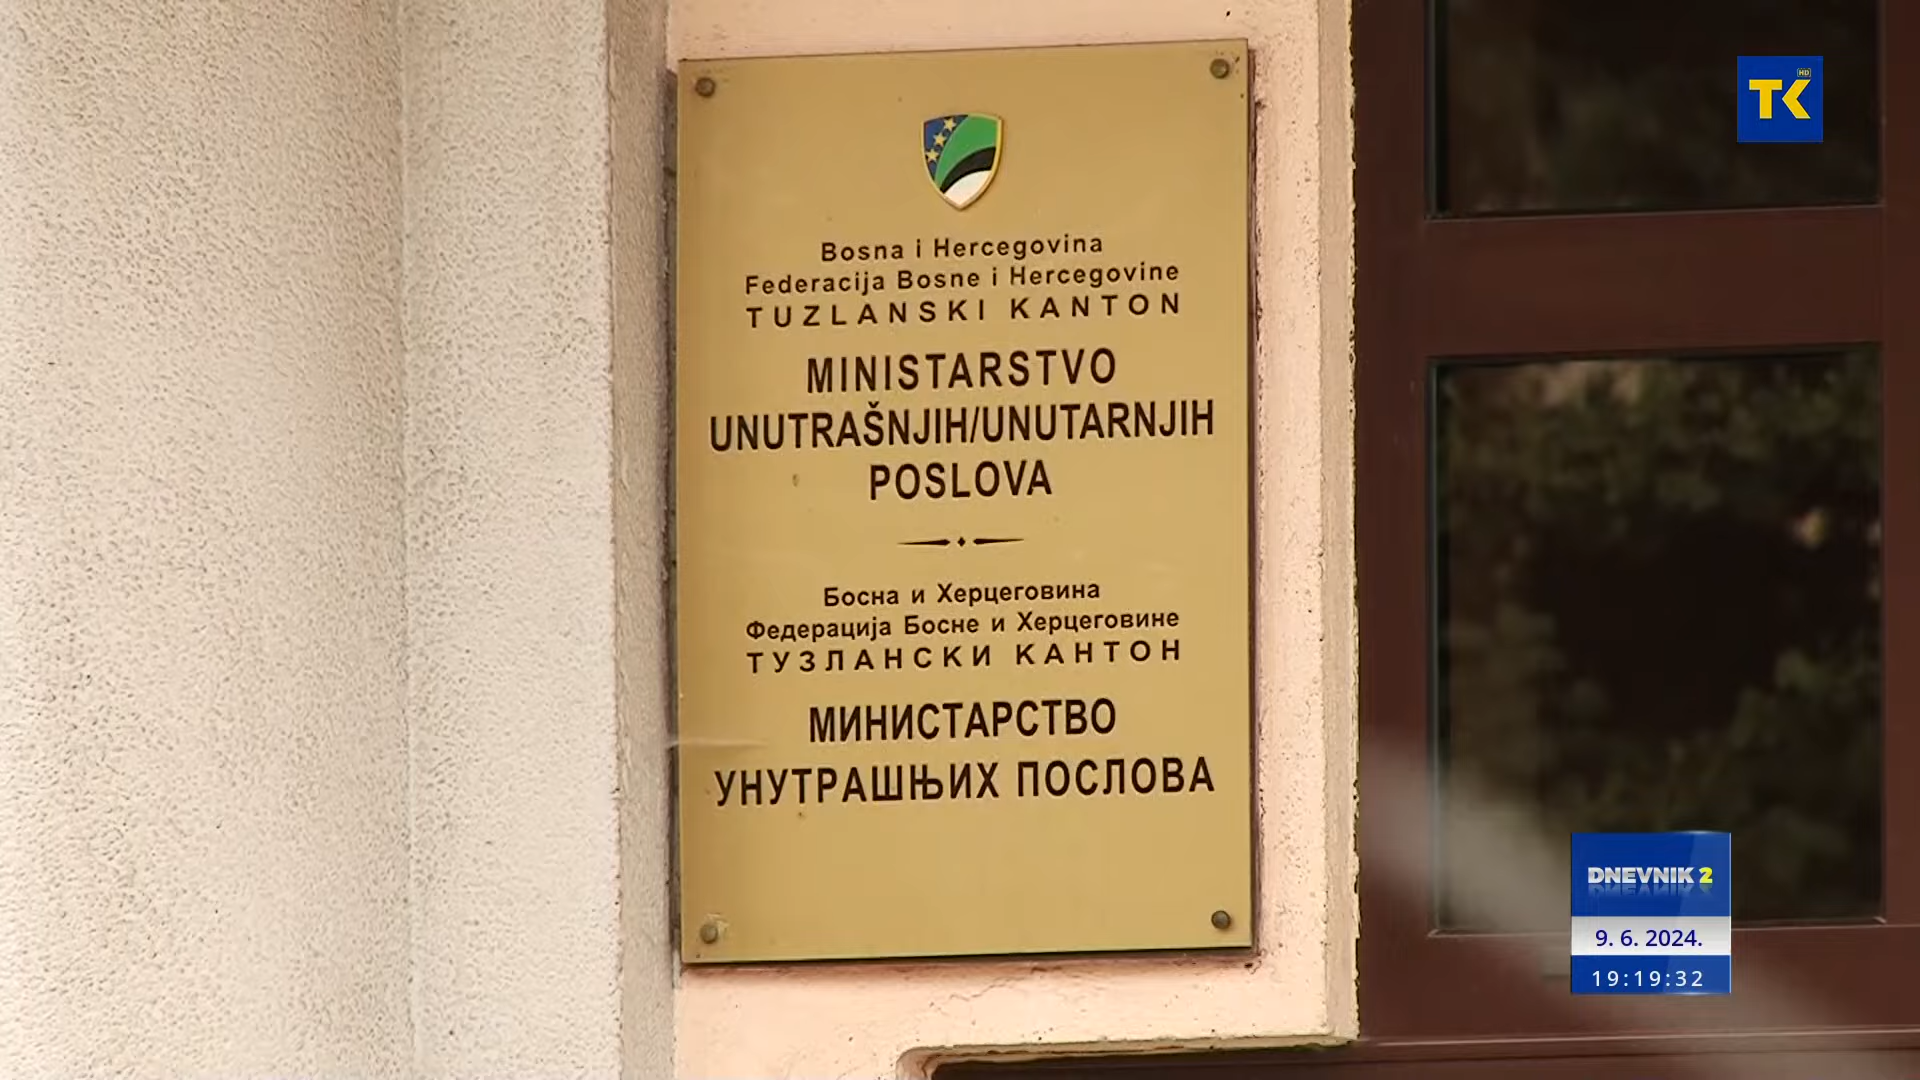 TK HD
Bosna i Hercegovina
Federacija Bosne i Hercegovine
TUZLANSKI KANTON
MINISTARSTVO
UNUTRAŠNJIH/UNUTARNJIH
POSLOVA
Босна и Херцеговина
Федерација Босне и Херцеговине
ТУЗЛАНСКИ КАНТОН
МИНИСТАРСТВО
УНУТРАШЊИХ ПОСЛОВА
DNEVNIK 2
9. 6. 2024.
19:19:32